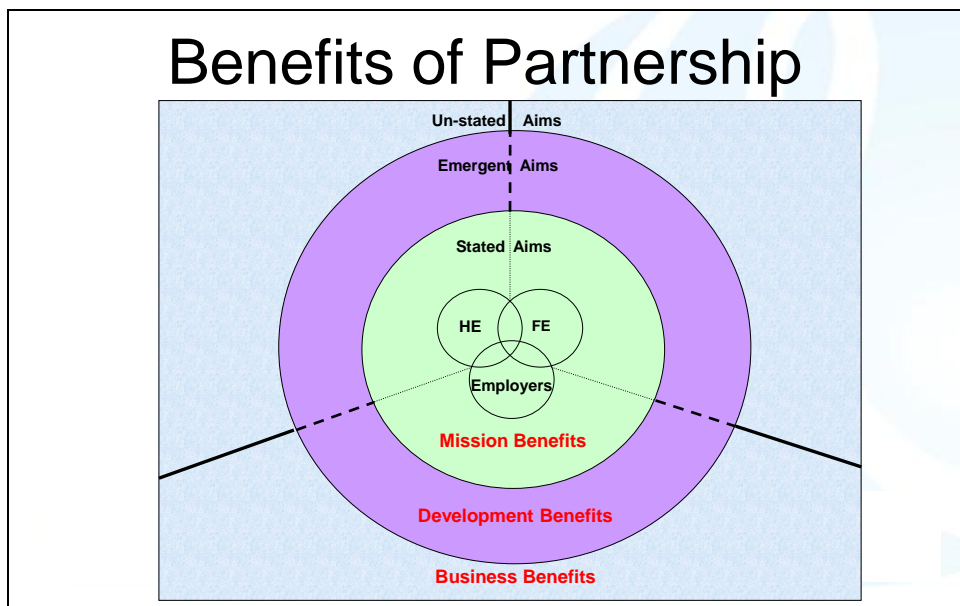 Benefits of Partnership
Un-stated Aims
Emergent Aims
Stated Aims
HE FE
Employers
Mission Benefits
Development Benefits
Business Benefits